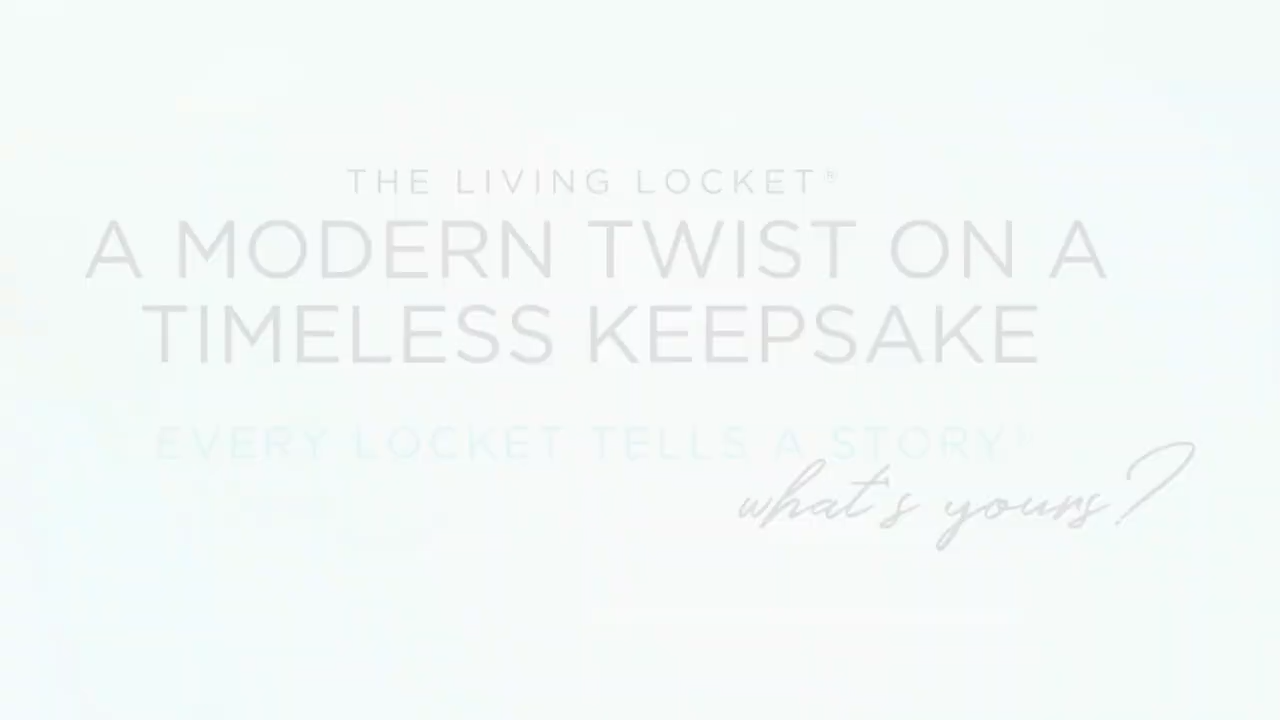 THE LIVING LOCKET®
A MODERN TWIST ON A
TIMELESS KEEPSAKE
EVERY LOCKET TELLS A STORY
what's yours?